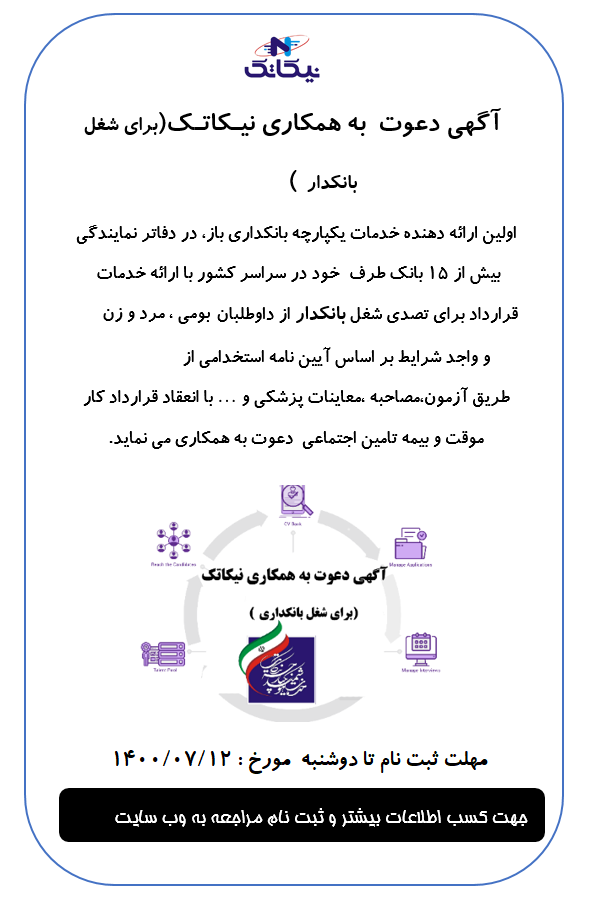 نیکاتک
آگهی دعوت به همکاری نیـکاتـک(برای شغل
بانکدار )
اولین ارائه دهنده خدمات یکپارچه بانکداری باز، در دفاتر نمایندگی
بیش از ۱۵ بانک طرف خود در سراسر کشور با ارائه خدمات
قرارداد برای تصدی شغل بانکدار از داوطلبان بومی ، مرد و زن
و واجد شرایط بر اساس آیین نامه استخدامی از
طریق آزمون،مصاحبه ،معاینات پزشکی و ... با انعقاد قرارداد کار
موقت و بیمه تامین اجتماعی دعوت به همکاری می نماید.
CV Bank
Reach the Candidates
Manage Applications
آگهی دعوت به همکاری نیکاتک
(برای شغل بانکداری )
Talent Pool
Manage Interviews
مهلت ثبت نام تا دوشنبه مورخ : ۱۴۰۰/۰۷/۱۲
جهت کسب اطلاعات بیشتر و ثبت نام مراجعه به وب سایت